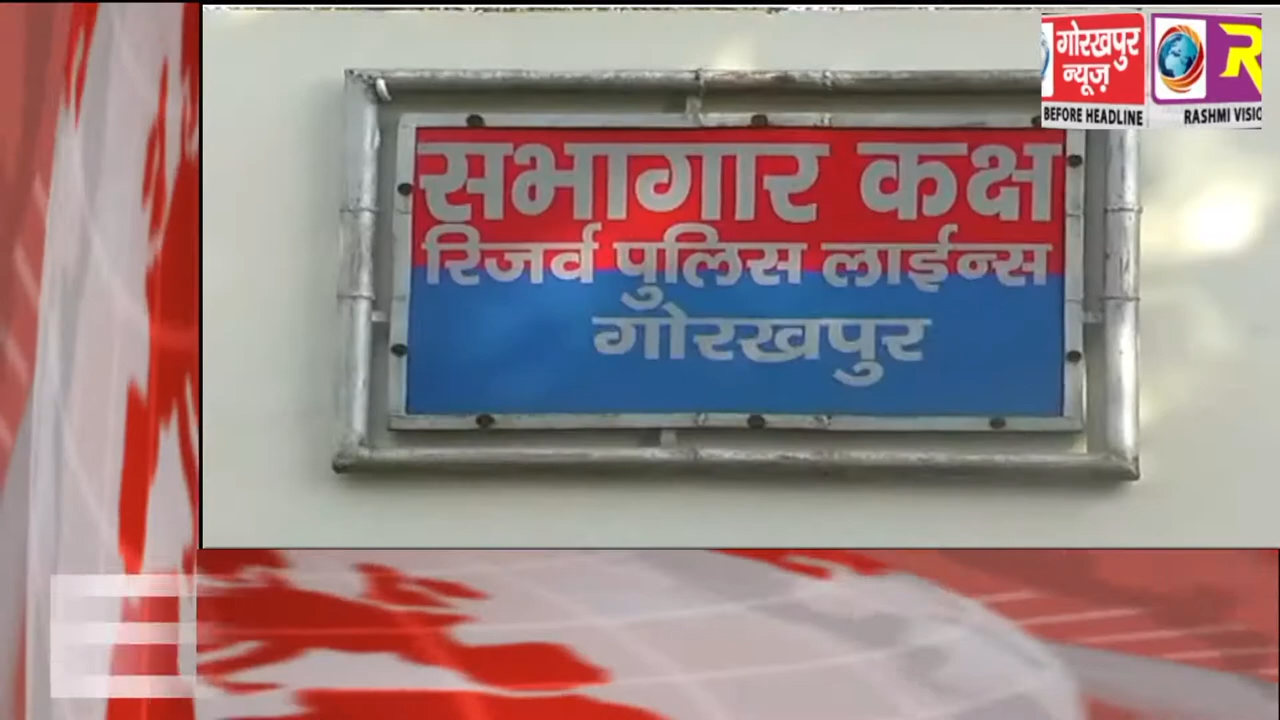 गोरखपुर
न्यूज़
BEFORE HEADLINE
R
RASHMI VISIO
सभागार कक्ष
रिजर्व पुलिस लाईन्स
गोरखपुर